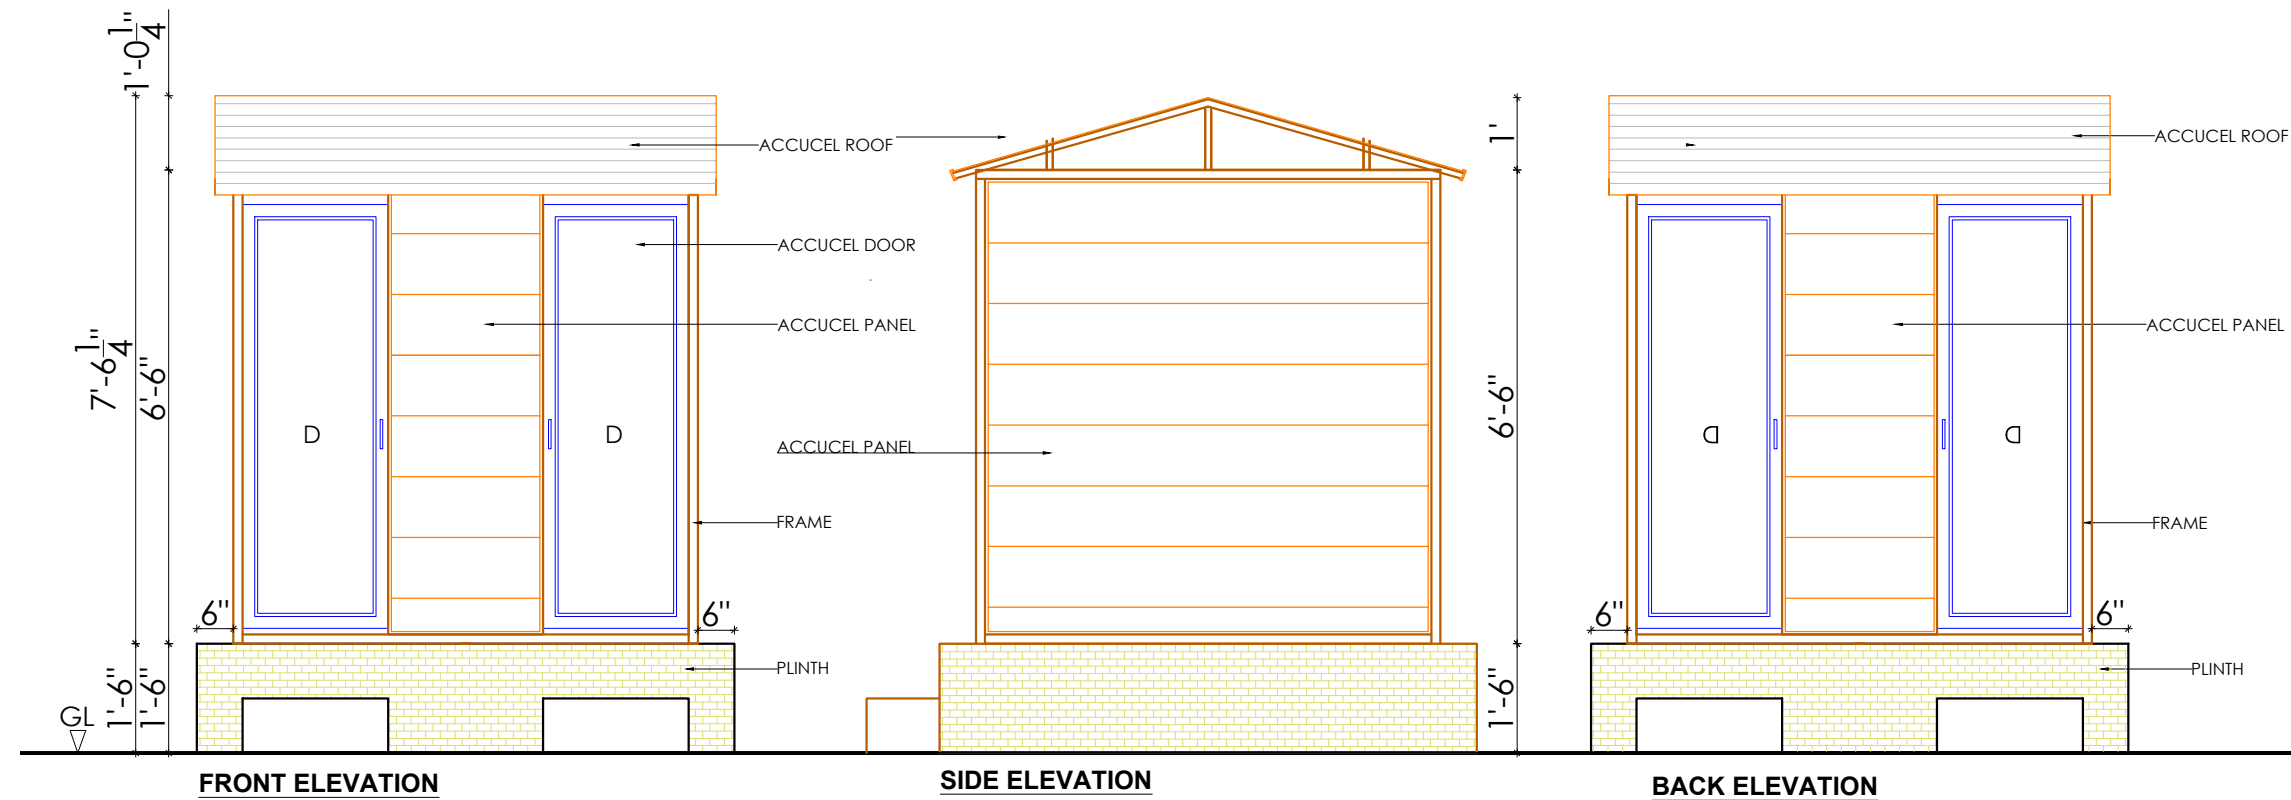 1'-0 1/4"
7'-6 1/4"
6'-6"
1'-6"
1'-6"
GL
ACCUCEL ROOF
ACCUCEL DOOR
ACCUCEL PANEL
ACCUCEL PANEL
FRAME
PLINTH
D
D
6"
6"
FRONT ELEVATION
1'
6'-6"
1'-6"
SIDE ELEVATION
ACCUCEL ROOF
ACCUCEL PANEL
FRAME
PLINTH
D
D
6"
6"
BACK ELEVATION